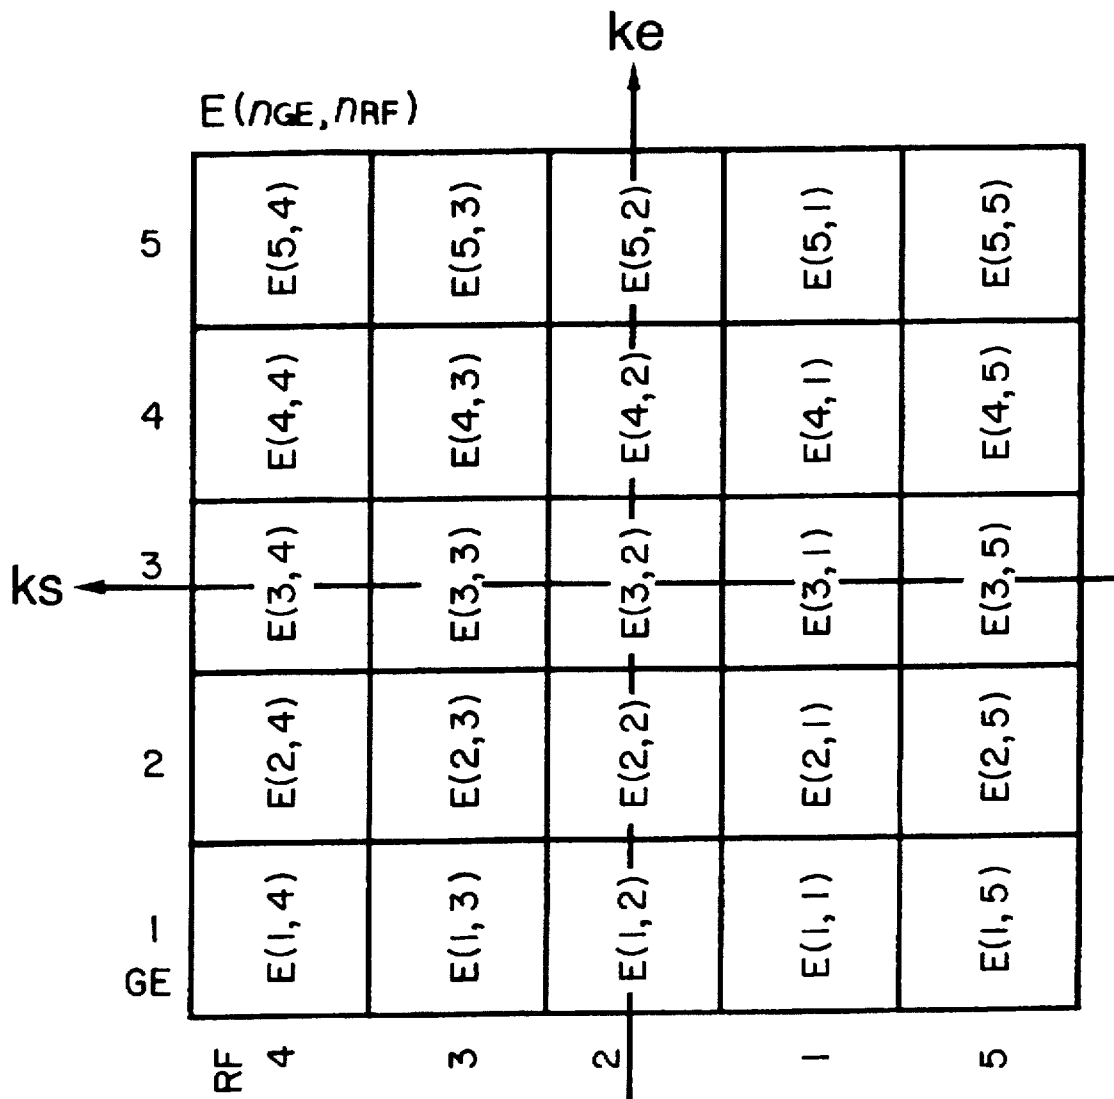 ke
E(nGE, nRF)
5 E(5,4) E(5,3) E(5,2) E(5,1) E(5,5)
4 E(4,4) E(4,3) E(4,2) E(4,1) E(4,5)
3 E(3,4) E(3,3) E(3,2) E(3,1) E(3,5)
ks
2 E(2,4) E(2,3) E(2,2) E(2,1) E(2,5)
1 E(1,4) E(1,3) E(1,2) E(1,1) E(1,5)
GE
RF 4 3 2 1 5